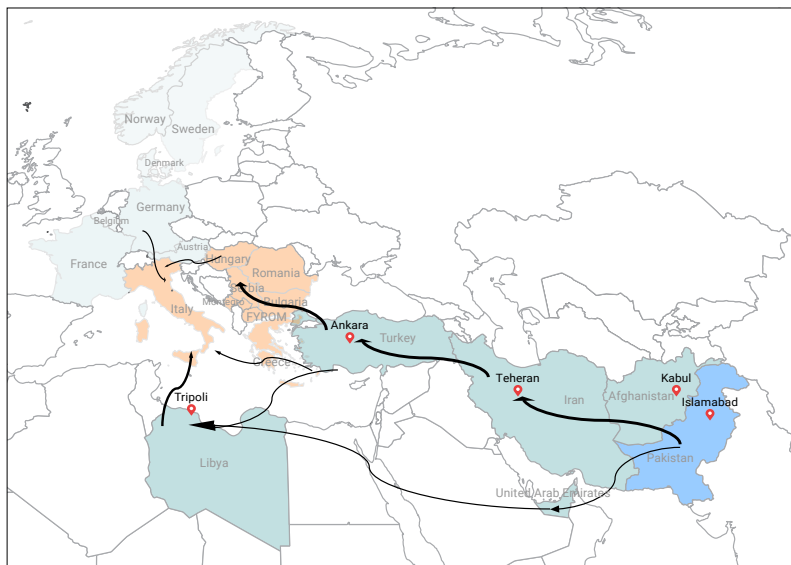 Norway
Sweden
Denmark
Germany
Belgium
Austria
France
Hungary
Romania
Serbia
Italy
Bulgaria
FYROM
Ankara
Turkey
Greece
Teheran
Kabul
Iran
Afghanistan
Islamabad
Tripoli
Pakistan
Libya
United Arab Emirates